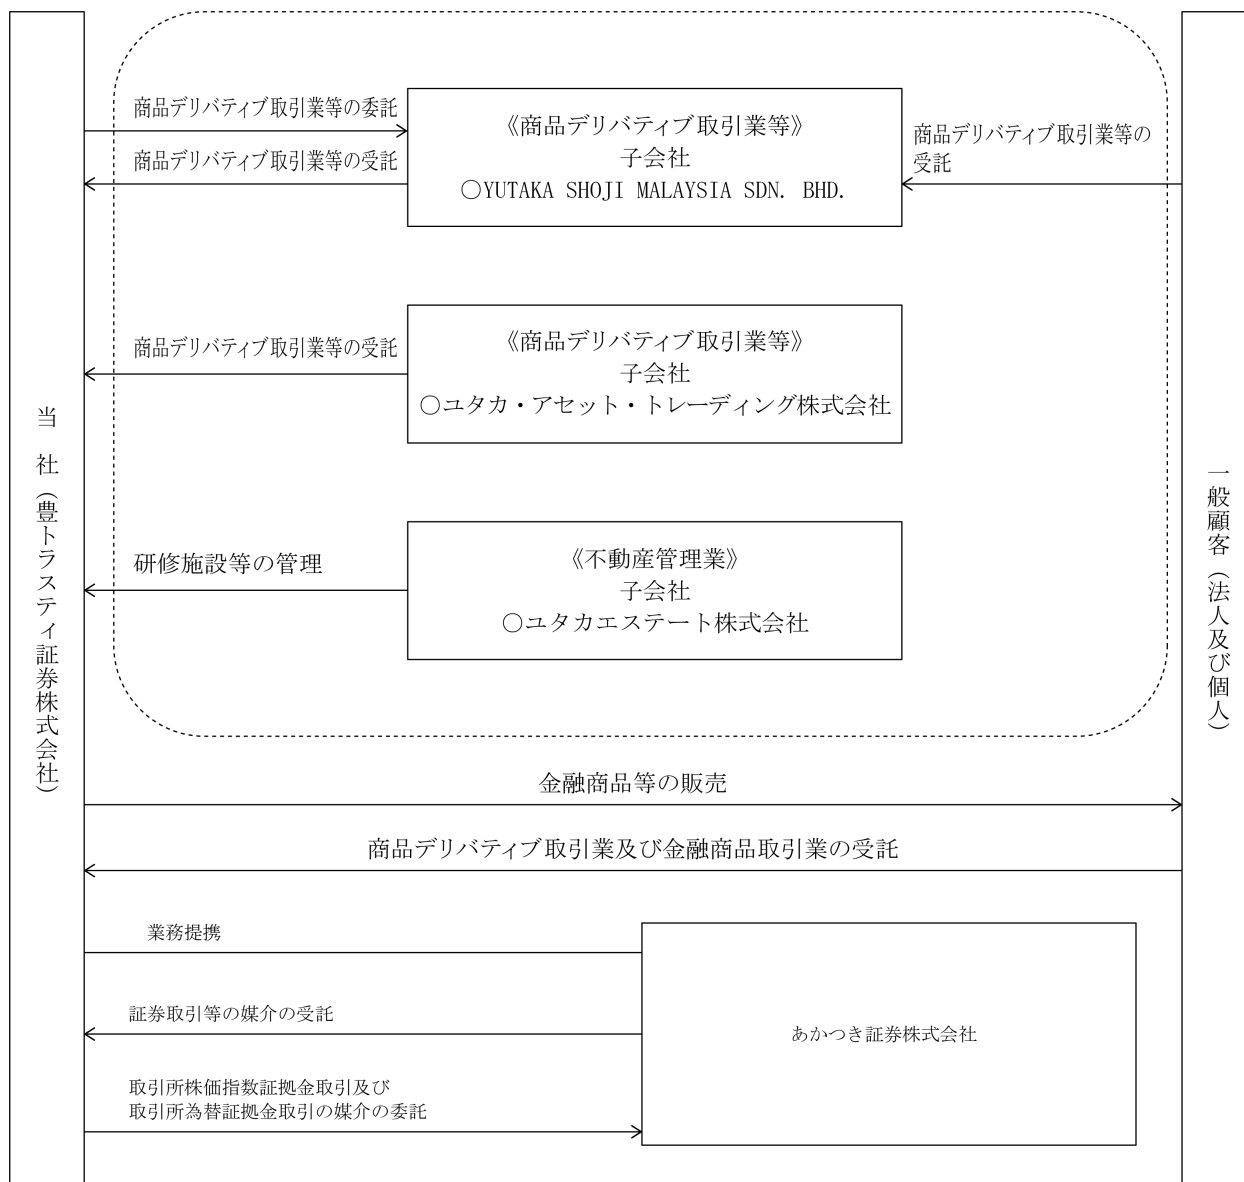 商品デリバティブ取引業等の委託
商品デリバティブ取引業等の受託
《商品デリバティブ取引業等》
子会社
○YUTAKA SHOJI MALAYSIA SDN. BHD.
商品デリバティブ取引業等の
受託
商品デリバティブ取引業等の受託
《商品デリバティブ取引業等》
子会社
○ユタカ・アセット・トレーディング株式会社
当 社(豊トラスティ証券株式会社)
一般顧客(法人及び個人)
研修施設等の管理
《不動産管理業》
子会社
○ユタカエステート株式会社
金融商品等の販売
商品デリバティブ取引業及び金融商品取引業の受託
業務提携
証券取引等の媒介の受託
あかつき証券株式会社
取引所株価指数証拠金取引及び
取引所為替証拠金取引の媒介の委託